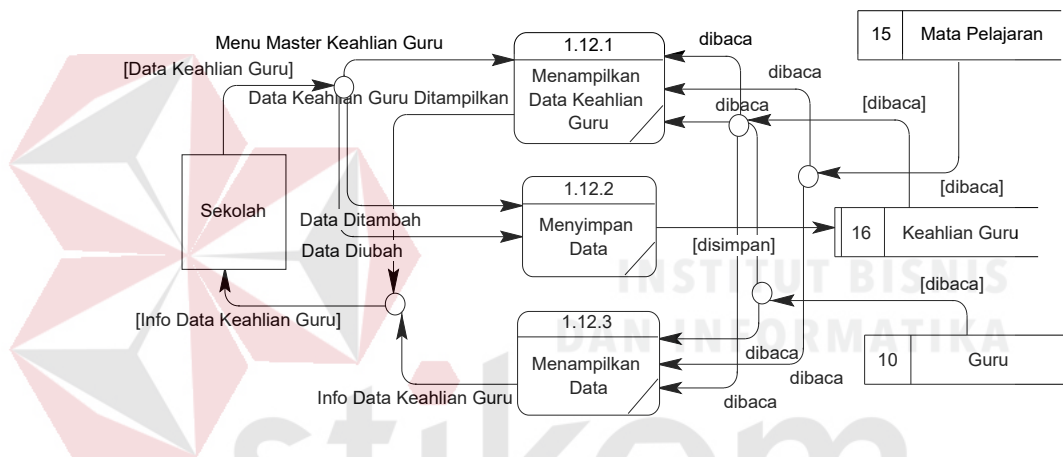 15 Mata Pelajaran
dibaca
Menu Master Keahlian Guru
1.12.1
[Data Keahlian Guru]
dibaca
Menampilkan
Data Keahlian
Guru
Data Keahlian Guru Ditampilkan
dibaca
[dibaca]
Sekolah
1.12.2
[dibaca]
Data Ditambah
Menyimpan
Data
16 Keahlian Guru
Data Diubah
[disimpan]
INSTITUT BISNIS
DAN INFORMATIKA
[dibaca]
[Info Data Keahlian Guru]
1.12.3
Menampilkan
Data
dibaca
10 Guru
dibaca
Info Data Keahlian Guru
dibaca
stikom